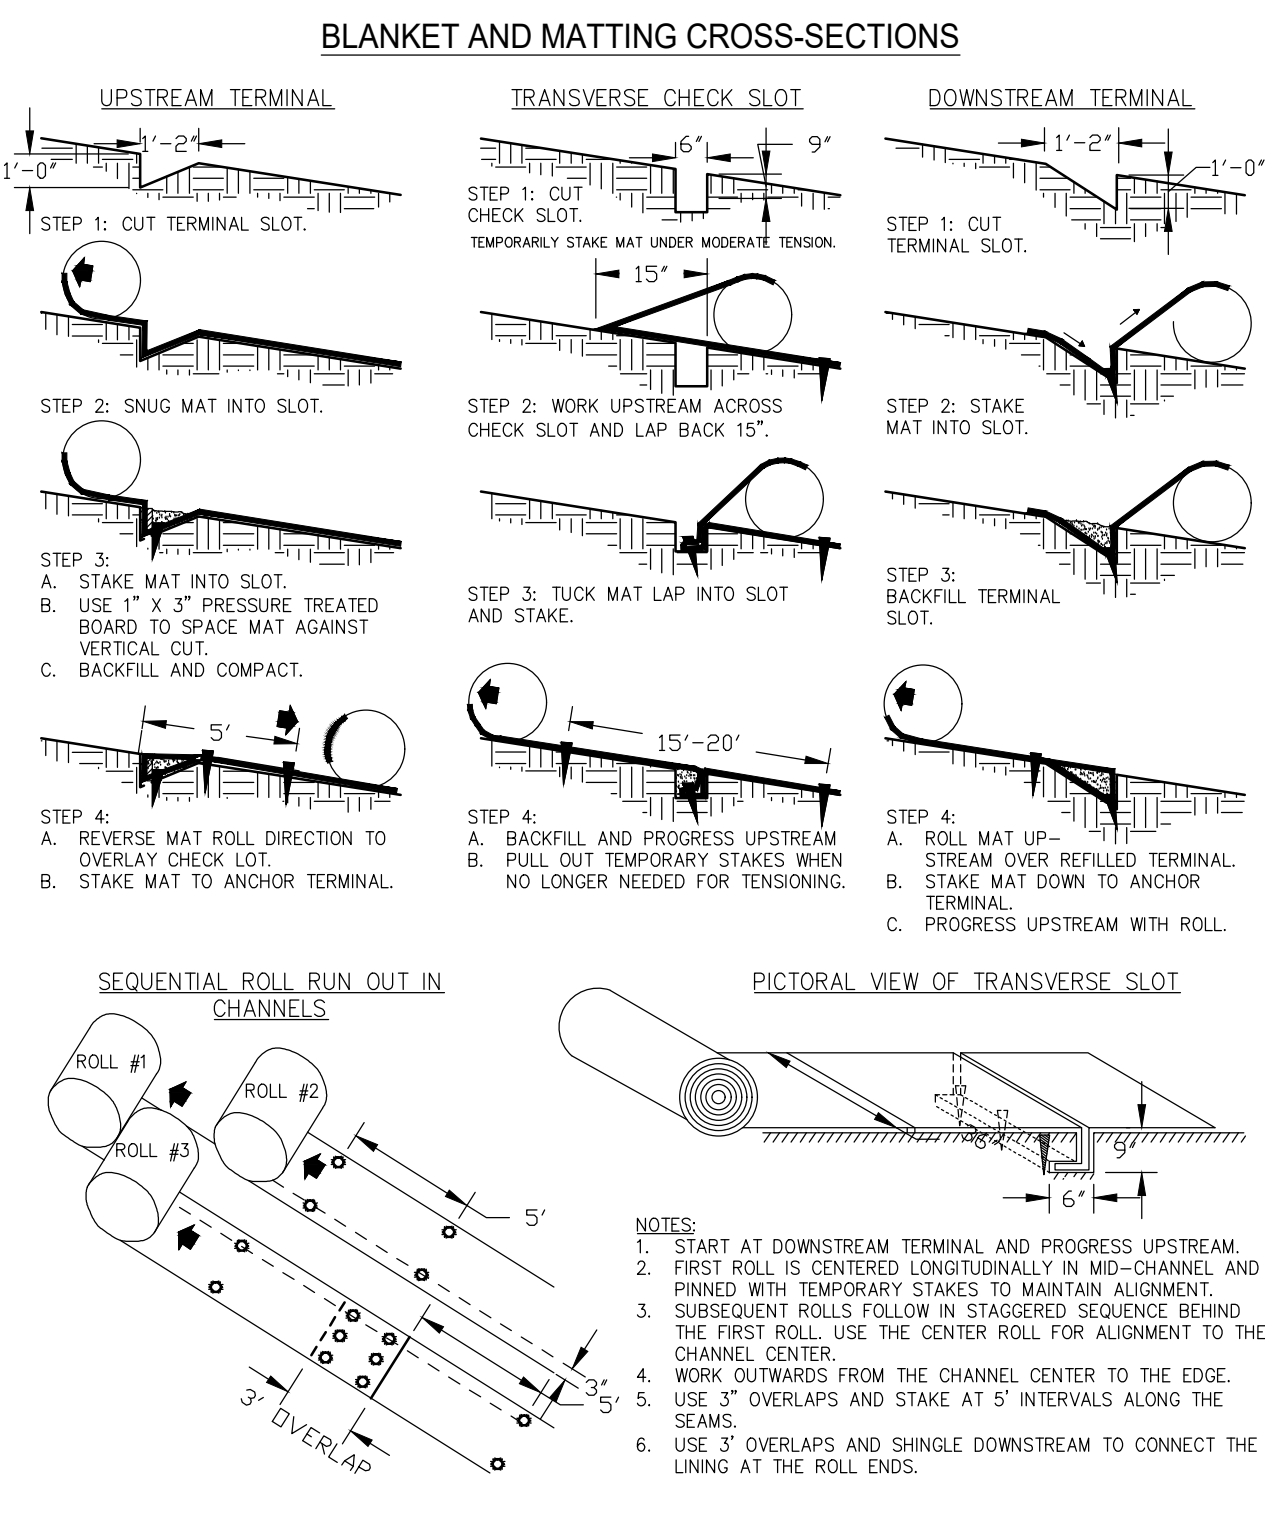 BLANKET AND MATTING CROSS-SECTIONS
UPSTREAM TERMINAL
1'-2"
1'-0"
STEP 1: CUT TERMINAL SLOT.
STEP 2: SNUG MAT INTO SLOT.
STEP 3:
A. STAKE MAT INTO SLOT.
B. USE 1" X 3" PRESSURE TREATED
BOARD TO SPACE MAT AGAINST
VERTICAL CUT.
C. BACKFILL AND COMPACT.
5'
STEP 4:
A. REVERSE MAT ROLL DIRECTION TO
OVERLAY CHECK LOT.
B. STAKE MAT TO ANCHOR TERMINAL.
TRANSVERSE CHECK SLOT
6"
9"
STEP 1: CUT
CHECK SLOT.
TEMPORARILY STAKE MAT UNDER MODERATE TENSION.
15"
STEP 2: WORK UPSTREAM ACROSS
CHECK SLOT AND LAP BACK 15".
STEP 3: TUCK MAT LAP INTO SLOT
AND STAKE.
15'-20'
STEP 4:
A. BACKFILL AND PROGRESS UPSTREAM
B. PULL OUT TEMPORARY STAKES WHEN
NO LONGER NEEDED FOR TENSIONING.
DOWNSTREAM TERMINAL
1'-2"
1'-0"
STEP 1: CUT
TERMINAL SLOT.
STEP 2: STAKE
MAT INTO SLOT.
STEP 3:
BACKFILL TERMINAL
SLOT.
STEP 4:
A. ROLL MAT UP-
STREAM OVER REFILLED TERMINAL.
B. STAKE MAT DOWN TO ANCHOR
TERMINAL.
C. PROGRESS UPSTREAM WITH ROLL.
SEQUENTIAL ROLL RUN OUT IN
CHANNELS
ROLL #1
ROLL #2
ROLL #3
5'
3"
5'
3' OVERLAP
PICTORAL VIEW OF TRANSVERSE SLOT
9"
6"
NOTES:
1. START AT DOWNSTREAM TERMINAL AND PROGRESS UPSTREAM.
2. FIRST ROLL IS CENTERED LONGITUDINALLY IN MID-CHANNEL AND
PINNED WITH TEMPORARY STAKES TO MAINTAIN ALIGNMENT.
3. SUBSEQUENT ROLLS FOLLOW IN STAGGERED SEQUENCE BEHIND
THE FIRST ROLL. USE THE CENTER ROLL FOR ALIGNMENT TO THE
CHANNEL CENTER.
4. WORK OUTWARDS FROM THE CHANNEL CENTER TO THE EDGE.
5. USE 3" OVERLAPS AND STAKE AT 5' INTERVALS ALONG THE
SEAMS.
6. USE 3' OVERLAPS AND SHINGLE DOWNSTREAM TO CONNECT THE
LINING AT THE ROLL ENDS.